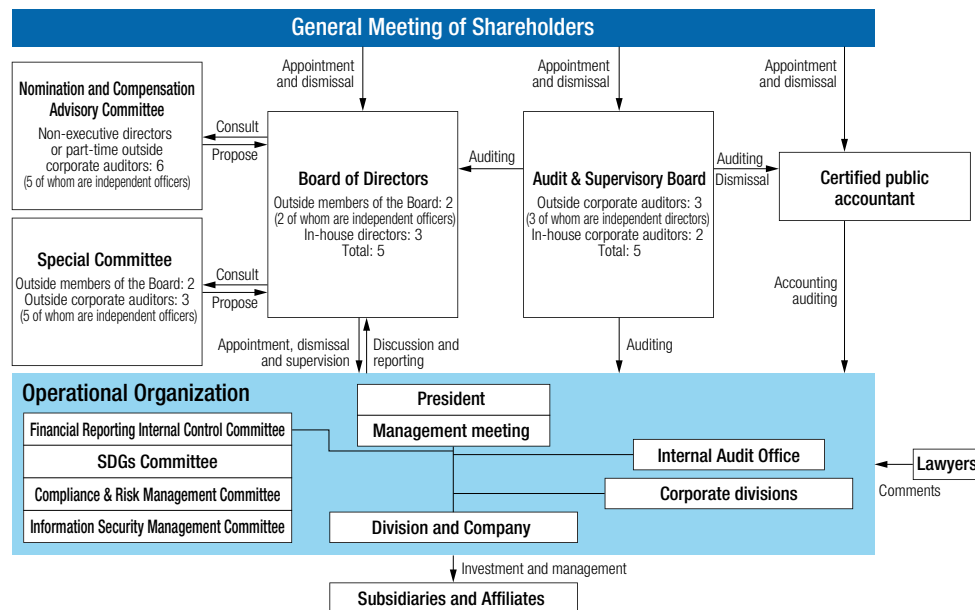 General Meeting of Shareholders
Appointment
and dismissal
Appointment
and dismissal
Appointment
and dismissal
Nomination and Compensation
Advisory Committee
Non-executive directors
or part-time outside
corporate auditors: 6
(5 of whom are independent officers)
Consult
Propose
Board of Directors
Outside members of the Board: 2
(2 of whom are independent officers)
In-house directors: 3
Total: 5
Auditing
Audit & Supervisory Board
Outside corporate auditors: 3
(3 of whom are independent directors)
In-house corporate auditors: 2
Total: 5
Auditing
Dismissal
Certified public
accountant
Special Committee
Outside members of the Board: 2
Outside corporate auditors: 3
(5 of whom are independent officers)
Consult
Propose
Appointment, dismissal
and supervision
Discussion and
reporting
Auditing
Accounting
auditing
Operational Organization
President
Management meeting
Financial Reporting Internal Control Committee
SDGs Committee
Compliance & Risk Management Committee
Information Security Management Committee
Internal Audit Office
Corporate divisions
Division and Company
Lawyers
Comments
Investment and management
Subsidiaries and Affiliates